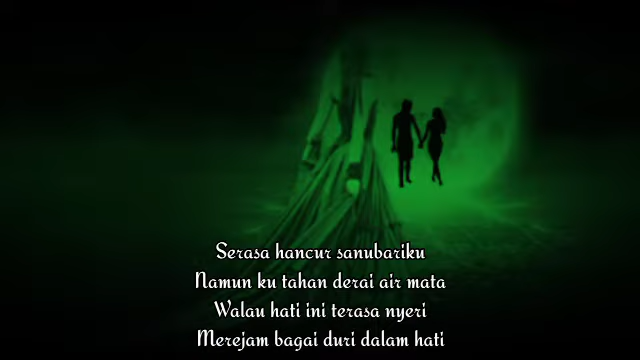 Serasa hancur sanubariku
Namun ku tahan derai air mata
Walau hati ini terasa nyeri
Merejam bagai duri dalam hati